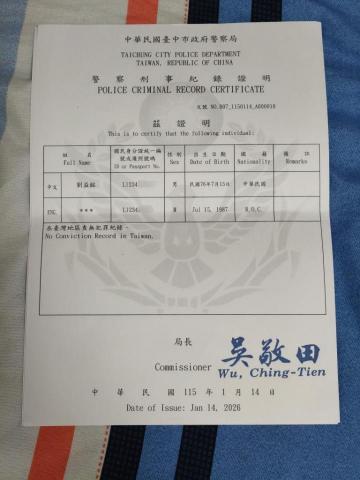 中華民國臺中市政府警察局
TAICHUNG CITY POLICE DEPARTMENT
TAIWAN, REPUBLIC OF CHINA
警察刑事紀錄證明
POLICE CRIMINAL RECORD CERTIFICATE
文號 NO.B07_1150114_A000010
茲證明
This is to certify that the following individual:
姓名 國民身分證統一編號或護照號碼 性別 出生日期 國籍 備註
Full Name ID or Passport No. Sex Date of Birth Nationality Remarks
中文 劉益銘 L1234 男 民國76年7月15日 中華民國
ENG. *** L1234 M Jul 15, 1987 R.O.C.
在臺灣地區查無犯罪紀錄。
No Conviction Record in Taiwan.
局長
Commissioner
吳敬田
Wu, Ching-Tien
中華民國 115 年 1 月 14 日
Date of Issue: Jan 14, 2026